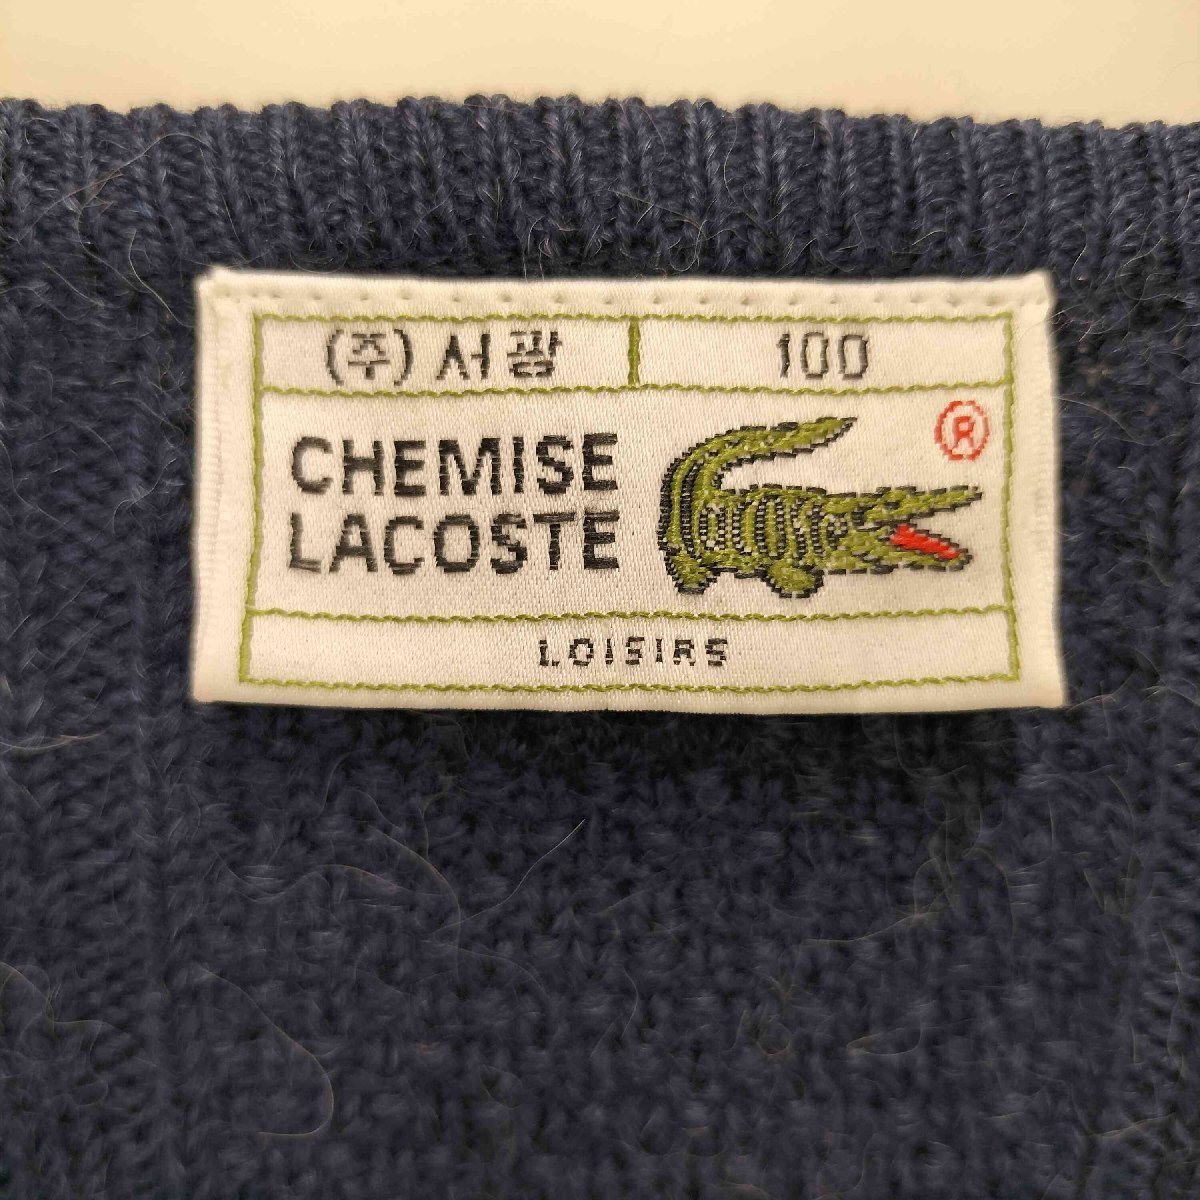 (주) 서광 100
CHEMISE
LACOSTE ®
LOISIRS